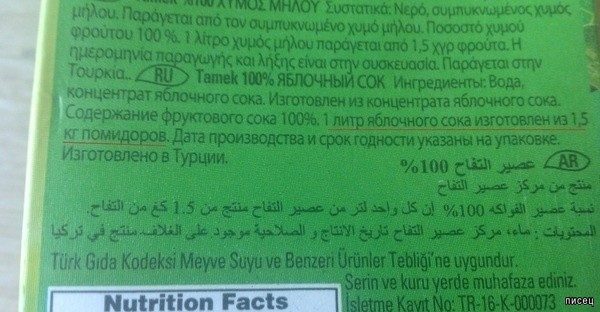 Tamek %100 ΧΥΜΟΣ ΜΗΛΟΥ Συστατικά: Νερό, συμπυκνωμένος χυμός
μήλου. Παράγεται από τον συμπυκνωμένο χυμό μήλου. Ποσοστό χυμού
φρούτου 100 %. 1 λίτρο χυμός μήλου παράγεται από 1,5 χγρ φρούτα. Η
ημερομηνία παραγωγής και λήξης είναι στην συσκευασία. Παράγεται στην
Τουρκία.. RU Tamek 100% ЯБЛОЧНЫЙ СОК Ингредиенты: Вода,
концентрат яблочного сока. Изготовлен из концентрата яблочного сока.
Содержание фруктового сока 100%. 1 литр яблочного сока изготовлен из 1,5
кг помидоров. Дата производства и срок годности указаны на упаковке.
Изготовлено в Турции.
AR عصير التفاح 100%
منتج من مركز عصير التفاح
نسبة عصير الفواكه 100% إن كل واحد لتر من عصير التفاح منتج من 1.5 كغ من التفاح.
المحتويات : ماء، مركز عصير التفاح تاريخ الانتاج و الصلاحية موجود على الغلاف منتج في تركيا
Türk Gıda Kodeksi Meyve Suyu ve Benzeri Ürünler Tebliği'ne uygundur.
Serin ve kuru yerde muhafaza ediniz.
Nutrition Facts
İşletme Kayıt No: TR-16-K-000073
писец